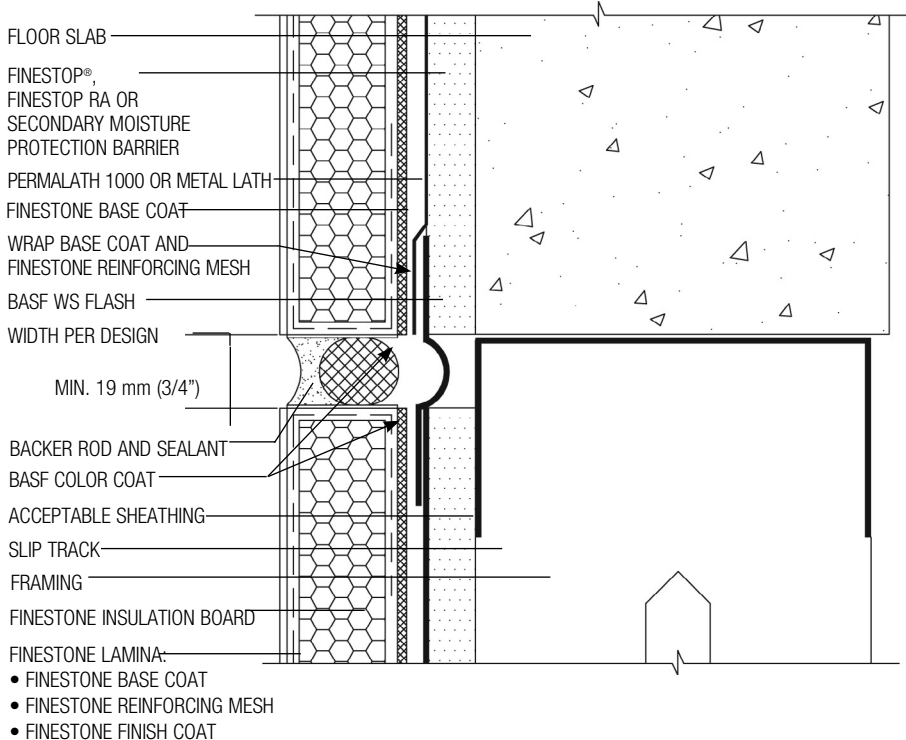 FLOOR SLAB
FINESTOP®,
FINESTOP RA OR
SECONDARY MOISTURE
PROTECTION BARRIER
PERMALATH 1000 OR METAL LATH
FINESTONE BASE COAT
WRAP BASE COAT AND
FINESTONE REINFORCING MESH
BASF WS FLASH
WIDTH PER DESIGN
MIN. 19 mm (3/4”)
BACKER ROD AND SEALANT
BASF COLOR COAT
ACCEPTABLE SHEATHING
SLIP TRACK
FRAMING
FINESTONE INSULATION BOARD
FINESTONE LAMINA:
• FINESTONE BASE COAT
• FINESTONE REINFORCING MESH
• FINESTONE FINISH COAT